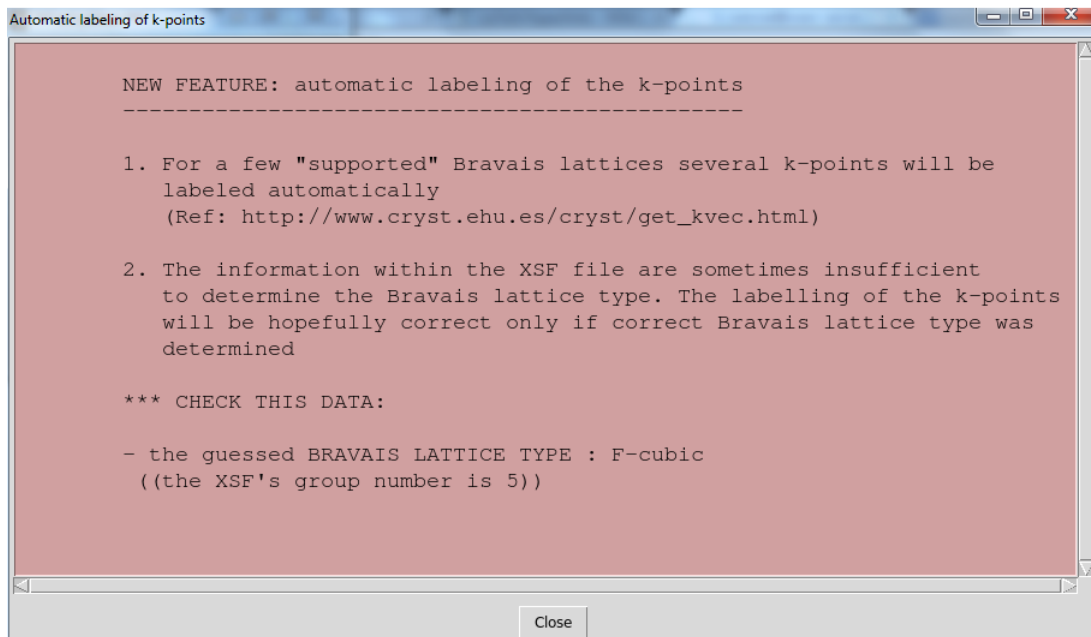 Automatic labeling of k-points
NEW FEATURE: automatic labeling of the k-points
-----------------------------------------------
1. For a few "supported" Bravais lattices several k-points will be
labeled automatically
(Ref: http://www.cryst.ehu.es/cryst/get_kvec.html)
2. The information within the XSF file are sometimes insufficient
to determine the Bravais lattice type. The labelling of the k-points
will be hopefully correct only if correct Bravais lattice type was
determined
*** CHECK THIS DATA:
- the guessed BRAVAIS LATTICE TYPE : F-cubic
((the XSF's group number is 5))
Close